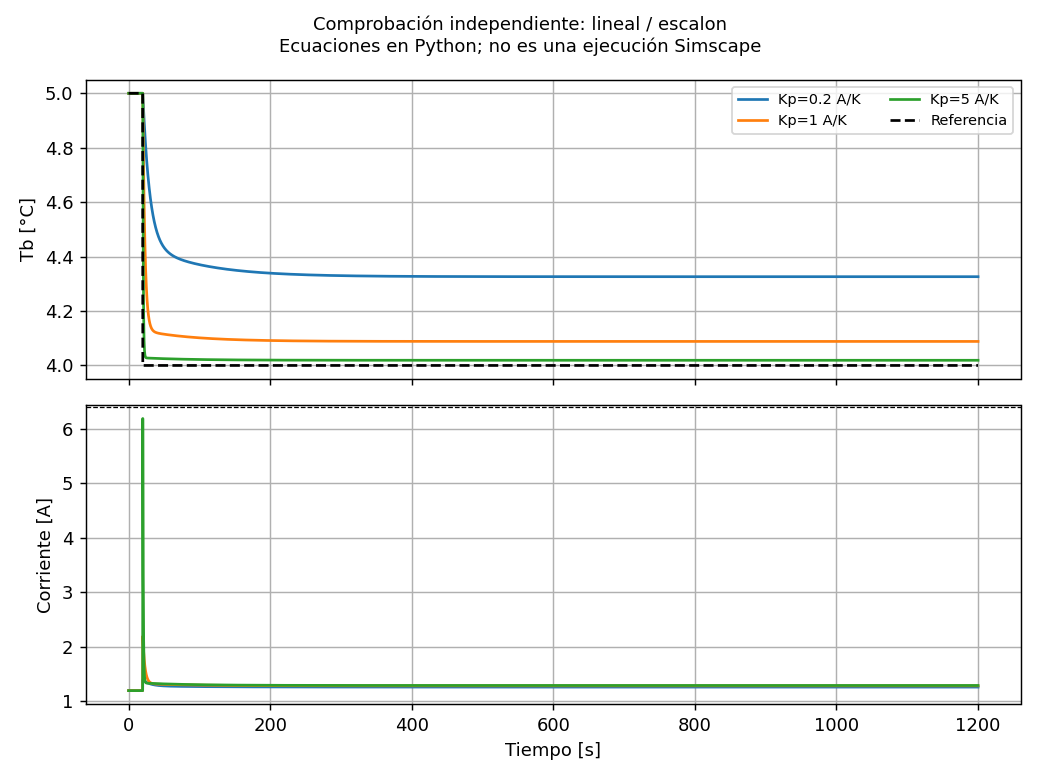 Comprobación independiente: lineal / escalon
Ecuaciones en Python; no es una ejecución Simscape
5.0
4.8
4.6
4.4
4.2
4.0
Tb [°C]
Kp=0.2 A/K
Kp=1 A/K
Kp=5 A/K
Referencia
6
5
4
3
2
1
Corriente [A]
0 200 400 600 800 1000 1200
Tiempo [s]